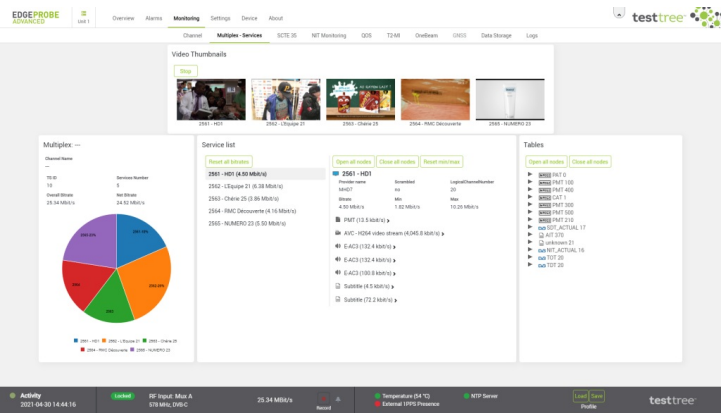 EDGEPROBE
ADVANCED
Unit 1
Overview Alarms Monitoring Settings Device About
testtree
Channel Multiplex - Services SCTE 35 NIT Monitoring QOS T2-MI OneBeam GNSS Data Storage Logs
Video Thumbnails
Stop
2561 - HD1 2562 - L'Equipe 21 2563 - Chérie 25 2564 - RMC Découverte 2565 - NUMERO 23
Multiplex: ---
Channel Name
---
TS ID Services Number
10 5
Overall Bitrate Net Bitrate
25.34 MBit/s 24.52 MBit/s
2561 - HD1 2562 - L'Equipe 21 2563 - Chérie 25
2564 - RMC Découverte 2565 - NUMERO 23
Service list
Reset all bitrates
2561 - HD1 (4.50 Mbit/s)
2562 - L'Equipe 21 (6.38 Mbit/s)
2563 - Chérie 25 (3.86 Mbit/s)
2564 - RMC Découverte (4.16 Mbit/s)
2565 - NUMERO 23 (5.50 Mbit/s)
Open all nodes Close all nodes Reset min/max
2561 - HD1
Provider name Scrambled LogicalChannelNumber
MHD7 no 20
Bitrate Min Max
4.50 Mbit/s 1.82 Mbit/s 10.26 Mbit/s
PMT (13.5 kbit/s)
AVC - H264 video stream (4,045.8 kbit/s)
E-AC3 (132.4 kbit/s)
E-AC3 (132.4 kbit/s)
E-AC3 (100.8 kbit/s)
Subtitle (4.5 kbit/s)
Subtitle (72.2 kbit/s)
Tables
Open all nodes Close all nodes
PAT 0
PMT 100
PMT 400
CAT 1
PMT 300
PMT 500
PMT 210
SDT_ACTUAL 17
AIT 370
unknown 21
NIT_ACTUAL 16
TOT 20
TDT 20
Activity
2021-04-30 14:44:16
Locked
RF Input: Mux A
578 MHz, DVB-C
25.34 MBit/s
Record
Temperature (54 °C)
External 1PPS Presence
NTP Server
Load Save
Profile
testtree